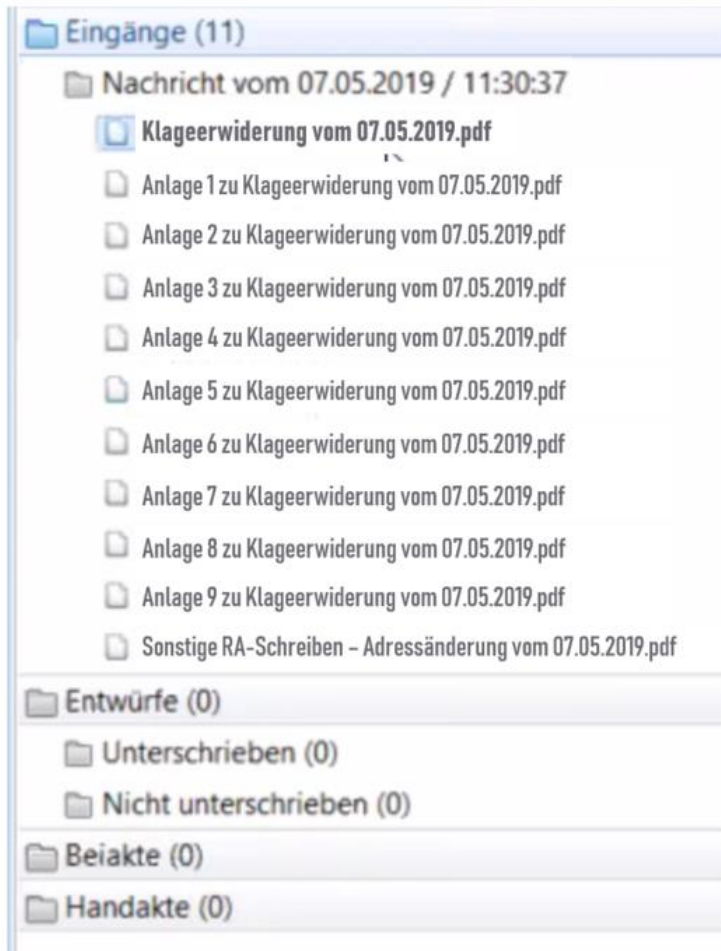 Eingänge (11)
Nachricht vom 07.05.2019 / 11:30:37
Klageerwiderung vom 07.05.2019.pdf
Anlage 1 zu Klageerwiderung vom 07.05.2019.pdf
Anlage 2 zu Klageerwiderung vom 07.05.2019.pdf
Anlage 3 zu Klageerwiderung vom 07.05.2019.pdf
Anlage 4 zu Klageerwiderung vom 07.05.2019.pdf
Anlage 5 zu Klageerwiderung vom 07.05.2019.pdf
Anlage 6 zu Klageerwiderung vom 07.05.2019.pdf
Anlage 7 zu Klageerwiderung vom 07.05.2019.pdf
Anlage 8 zu Klageerwiderung vom 07.05.2019.pdf
Anlage 9 zu Klageerwiderung vom 07.05.2019.pdf
Sonstige RA-Schreiben – Adressänderung vom 07.05.2019.pdf
Entwürfe (0)
Unterschrieben (0)
Nicht unterschrieben (0)
Beiakte (0)
Handakte (0)